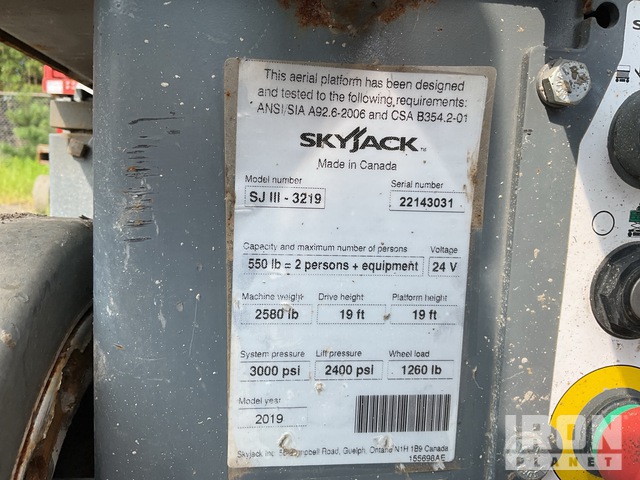 This aerial platform has been designed
and tested to the following requirements:
ANSI/SIA A92.6-2006 and CSA B354.2-01
SKYJACK
Made in Canada
Model number Serial number
SJ III - 3219 22143031
Capacity and maximum number of persons Voltage
550 lb = 2 persons + equipment 24 V
Machine weight Drive height Platform height
2580 lb 19 ft 19 ft
System pressure Lift pressure Wheel load
3000 psi 2400 psi 1260 lb
Model year
2019
Skyjack Inc. Road, Guelph, Ontario N1H 1B9 Canada
155698AE
IRON
PLANET